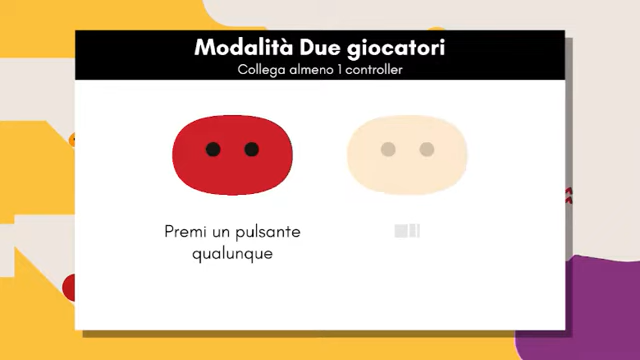 Modalità Due giocatori
Collega almeno 1 controller
Premi un pulsante
qualunque